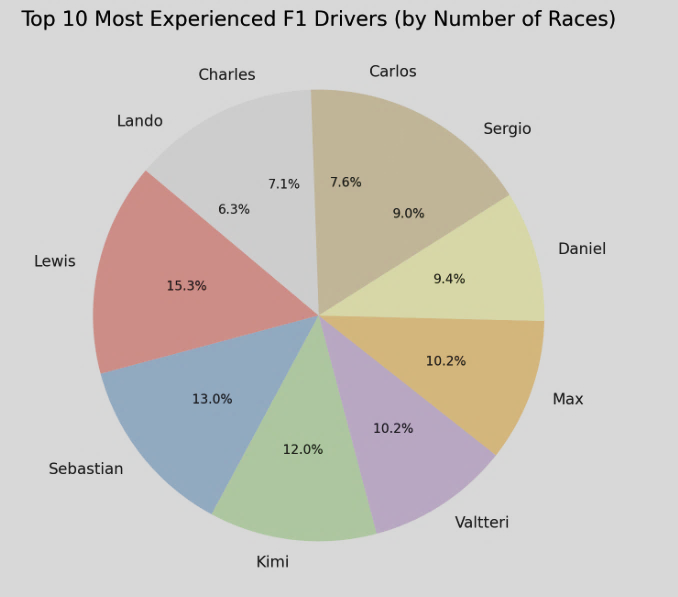 Top 10 Most Experienced F1 Drivers (by Number of Races)
Charles
Carlos
Lando
Sergio
7.1%
7.6%
6.3%
9.0%
Lewis
Daniel
15.3%
9.4%
10.2%
Max
13.0%
10.2%
12.0%
Sebastian
Valtteri
Kimi